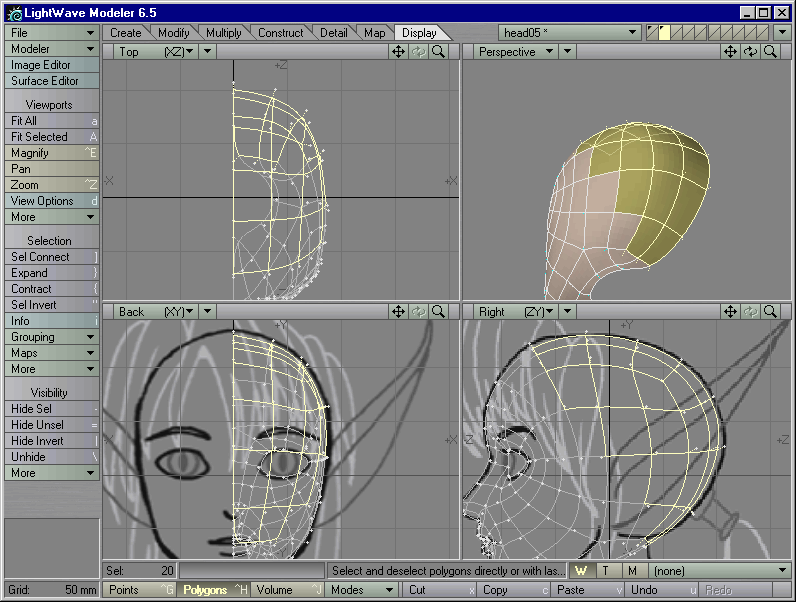 LightWave Modeler 6.5
File
Create Modify Multiply Construct Detail Map Display
head05 *
Modeler
Image Editor
Surface Editor
Viewports
Fit All a
Fit Selected A
Magnify ^E
Pan
Zoom ^Z
View Options d
More
Selection
Sel Connect ]
Expand }
Contract {
Sel Invert "
Info i
Grouping
Maps
More
Visibility
Hide Sel -
Hide Unsel =
Hide Invert |
Unhide \
More
Top (XZ)
+Z
-X
+X
Perspective
Back (XY)
+Y
+X
Right (ZY)
+Y
-Z
+Z
Sel: 20
Select and deselect polygons directly or with las...
W T M (none)
Grid: 50 mm
Points ^G Polygons ^H Volume ^J Modes Cut x Copy c Paste v Undo u Redo